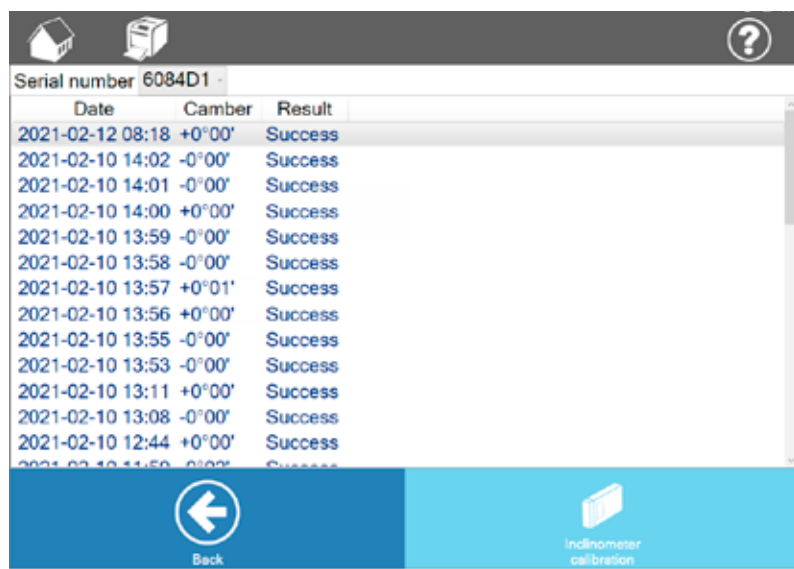 ?
Serial number 6084D1
Date Camber Result
2021-02-12 08:18 +0°00' Success
2021-02-10 14:02 -0°00' Success
2021-02-10 14:01 -0°00' Success
2021-02-10 14:00 +0°00' Success
2021-02-10 13:59 -0°00' Success
2021-02-10 13:58 -0°00' Success
2021-02-10 13:57 +0°01' Success
2021-02-10 13:56 +0°00' Success
2021-02-10 13:55 -0°00' Success
2021-02-10 13:53 -0°00' Success
2021-02-10 13:11 +0°00' Success
2021-02-10 13:08 -0°00' Success
2021-02-10 12:44 +0°00' Success
Back
Inclinometer
calibration